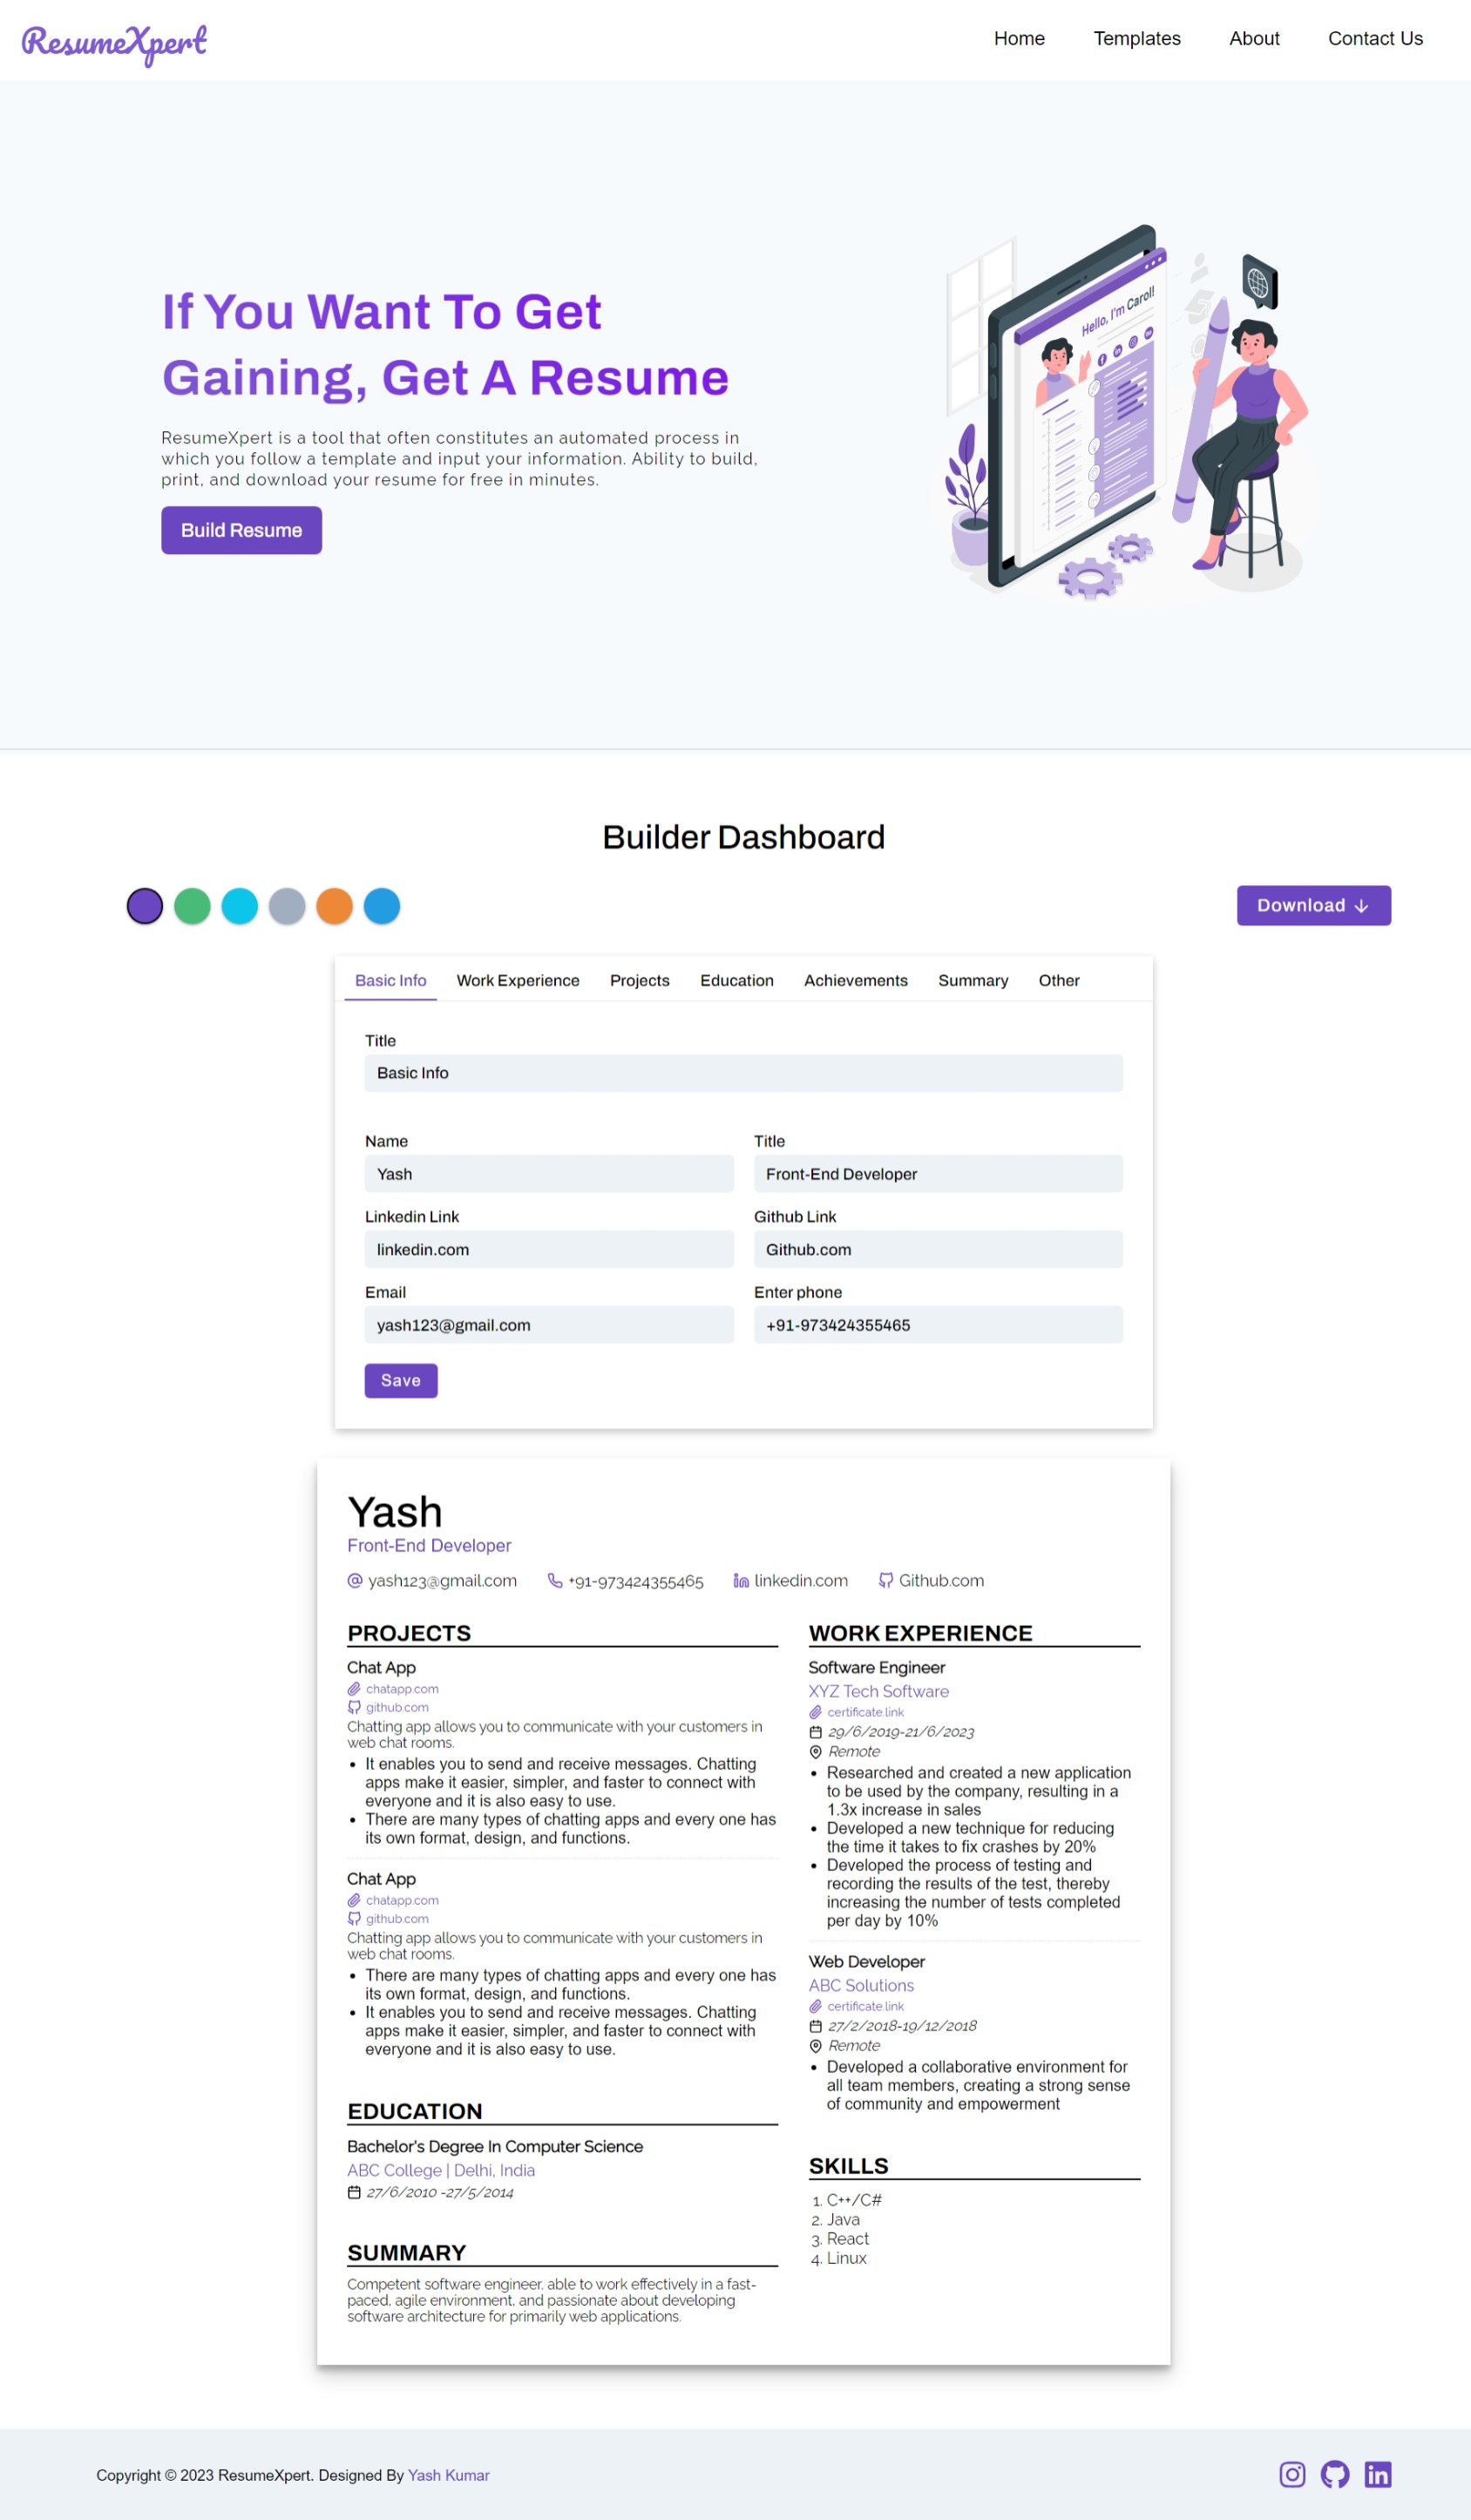 ResumeXpert
Home Templates About Contact Us
If You Want To Get
Gaining, Get A Resume
ResumeXpert is a tool that often constitutes an automated process in
which you follow a template and input your information. Ability to build,
print, and download your resume for free in minutes.
Build Resume
Hello, I'm Carol!
Builder Dashboard
Download
Basic Info Work Experience Projects Education Achievements Summary Other
Title
Basic Info
Name Title
Yash Front-End Developer
Linkedin Link Github Link
linkedin.com Github.com
Email Enter phone
yash123@gmail.com +91-973424355465
Save
Yash
Front-End Developer
yash123@gmail.com +91-973424355465 linkedin.com Github.com
PROJECTS
Chat App
chatapp.com
github.com
Chatting app allows you to communicate with your customers in
web chat rooms.
• It enables you to send and receive messages. Chatting
apps make it easier, simpler, and faster to connect with
everyone and it is also easy to use.
• There are many types of chatting apps and every one has
its own format, design, and functions.
Chat App
chatapp.com
github.com
Chatting app allows you to communicate with your customers in
web chat rooms.
• There are many types of chatting apps and every one has
its own format, design, and functions.
• It enables you to send and receive messages. Chatting
apps make it easier, simpler, and faster to connect with
everyone and it is also easy to use.
EDUCATION
Bachelor's Degree In Computer Science
ABC College | Delhi, India
27/6/2010 -27/5/2014
SUMMARY
Competent software engineer, able to work effectively in a fast-
paced, agile environment, and passionate about developing
software architecture for primarily web applications.
WORK EXPERIENCE
Software Engineer
XYZ Tech Software
certificate.link
29/6/2019-21/6/2023
Remote
• Researched and created a new application
to be used by the company, resulting in a
1.3x increase in sales
• Developed a new technique for reducing
the time it takes to fix crashes by 20%
• Developed the process of testing and
recording the results of the test, thereby
increasing the number of tests completed
per day by 10%
Web Developer
ABC Solutions
certificate.link
27/2/2018-19/12/2018
Remote
• Developed a collaborative environment for
all team members, creating a strong sense
of community and empowerment
SKILLS
1. C++/C#
2. Java
3. React
4. Linux
Copyright © 2023 ResumeXpert. Designed By Yash Kumar